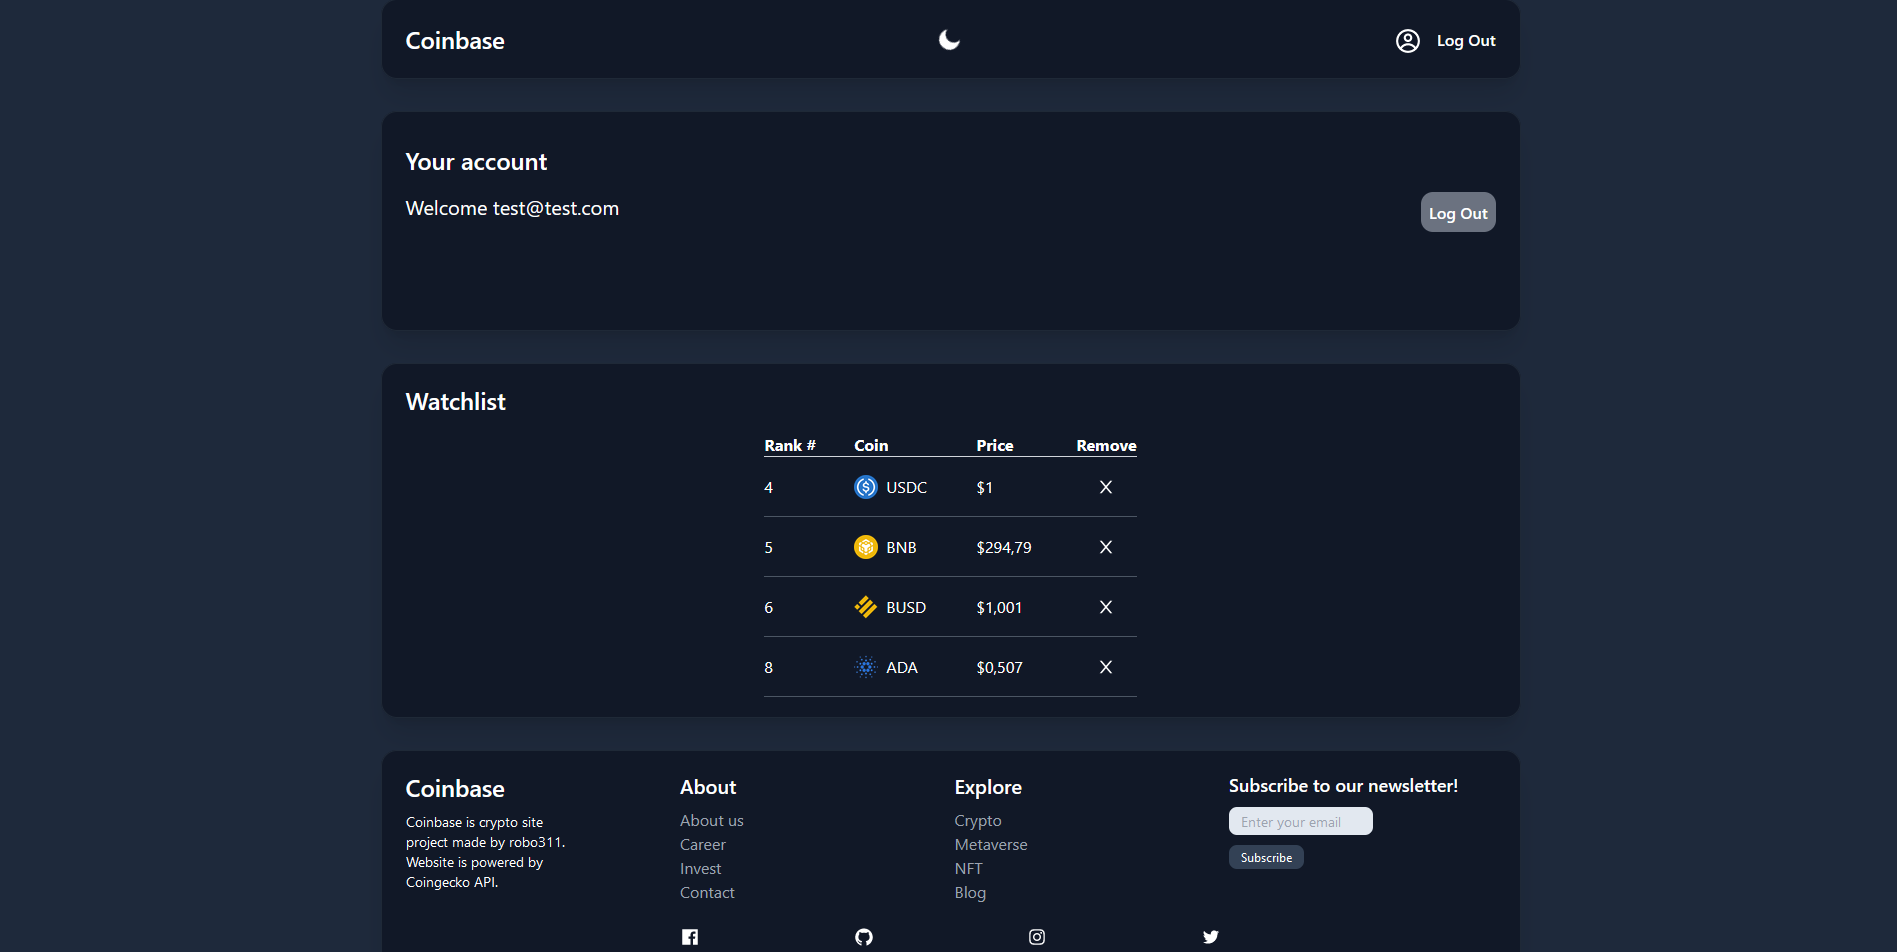 Coinbase
Log Out
Your account
Welcome test@test.com
Log Out
Watchlist
Rank # Coin Price Remove
4 USDC $1 X
5 BNB $294,79 X
6 BUSD $1,001 X
8 ADA $0,507 X
Coinbase
Coinbase is crypto site
project made by robo311.
Website is powered by
Coingecko API.
About
About us
Career
Invest
Contact
Explore
Crypto
Metaverse
NFT
Blog
Subscribe to our newsletter!
Enter your email
Subscribe